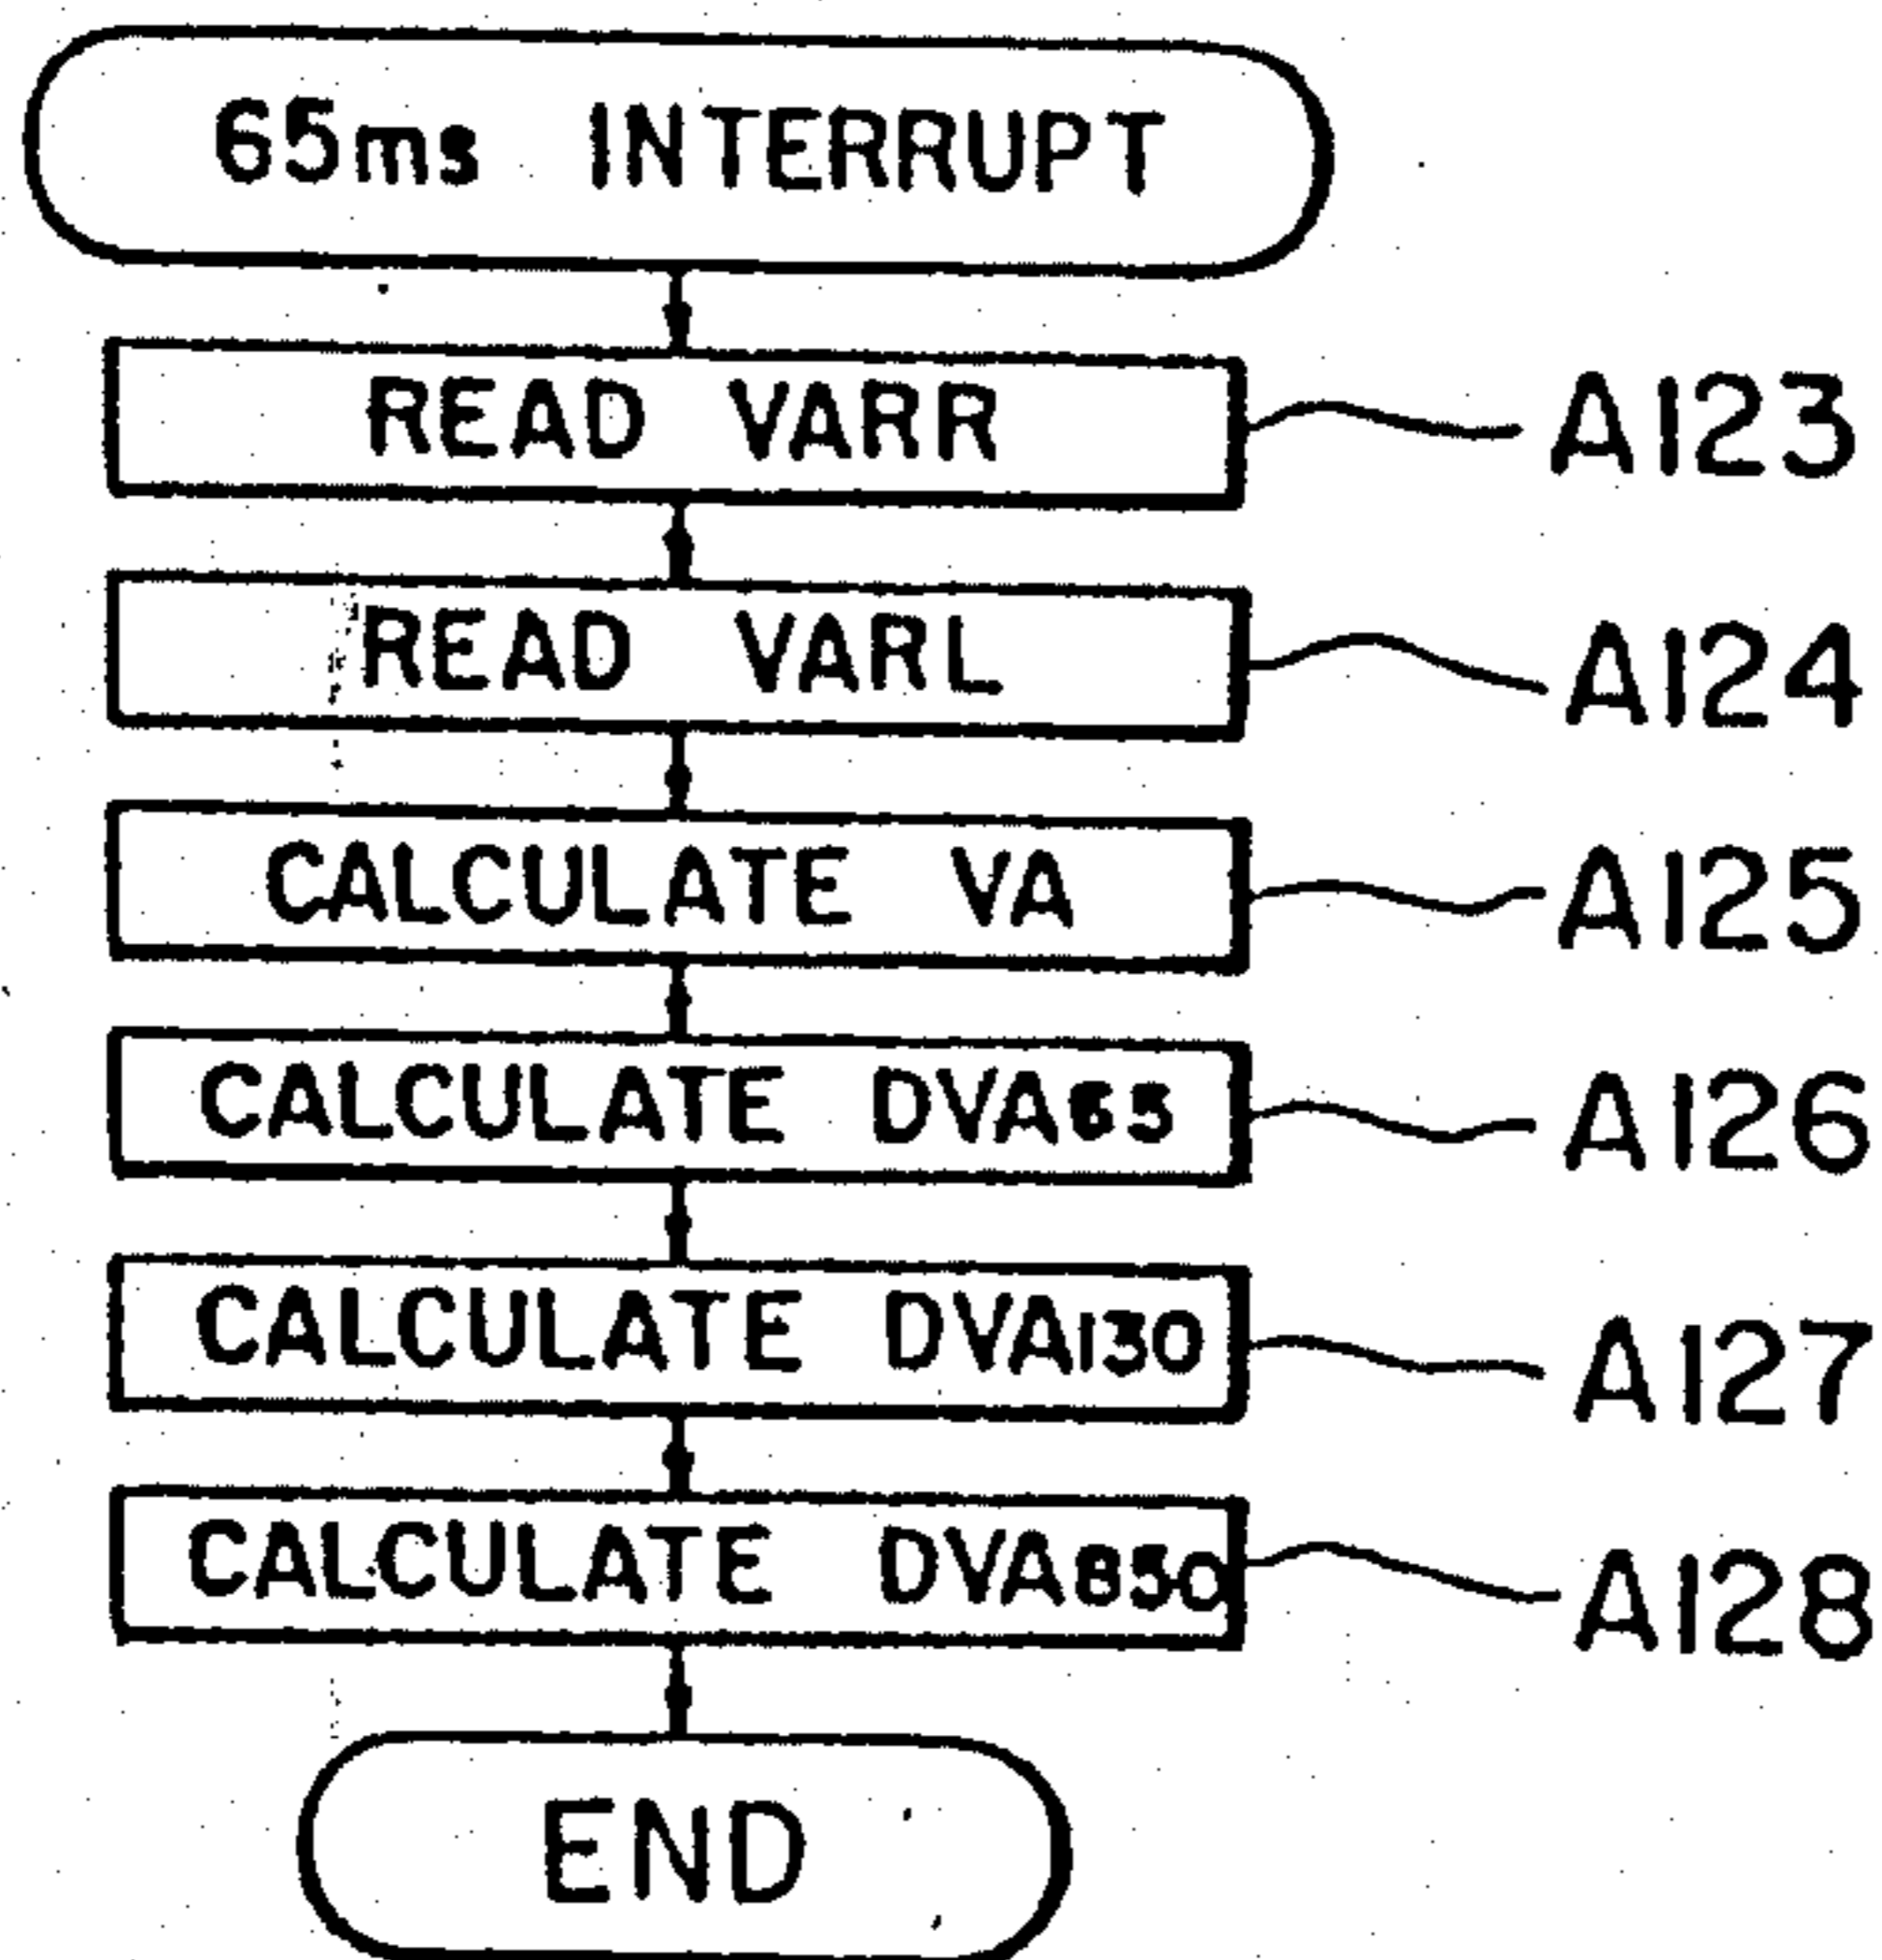 65ms INTERRUPT
READ VARR A123
READ VARL A124
CALCULATE VA A125
CALCULATE DVA65 A126
CALCULATE DVA130 A127
CALCULATE DVA850 A128
END